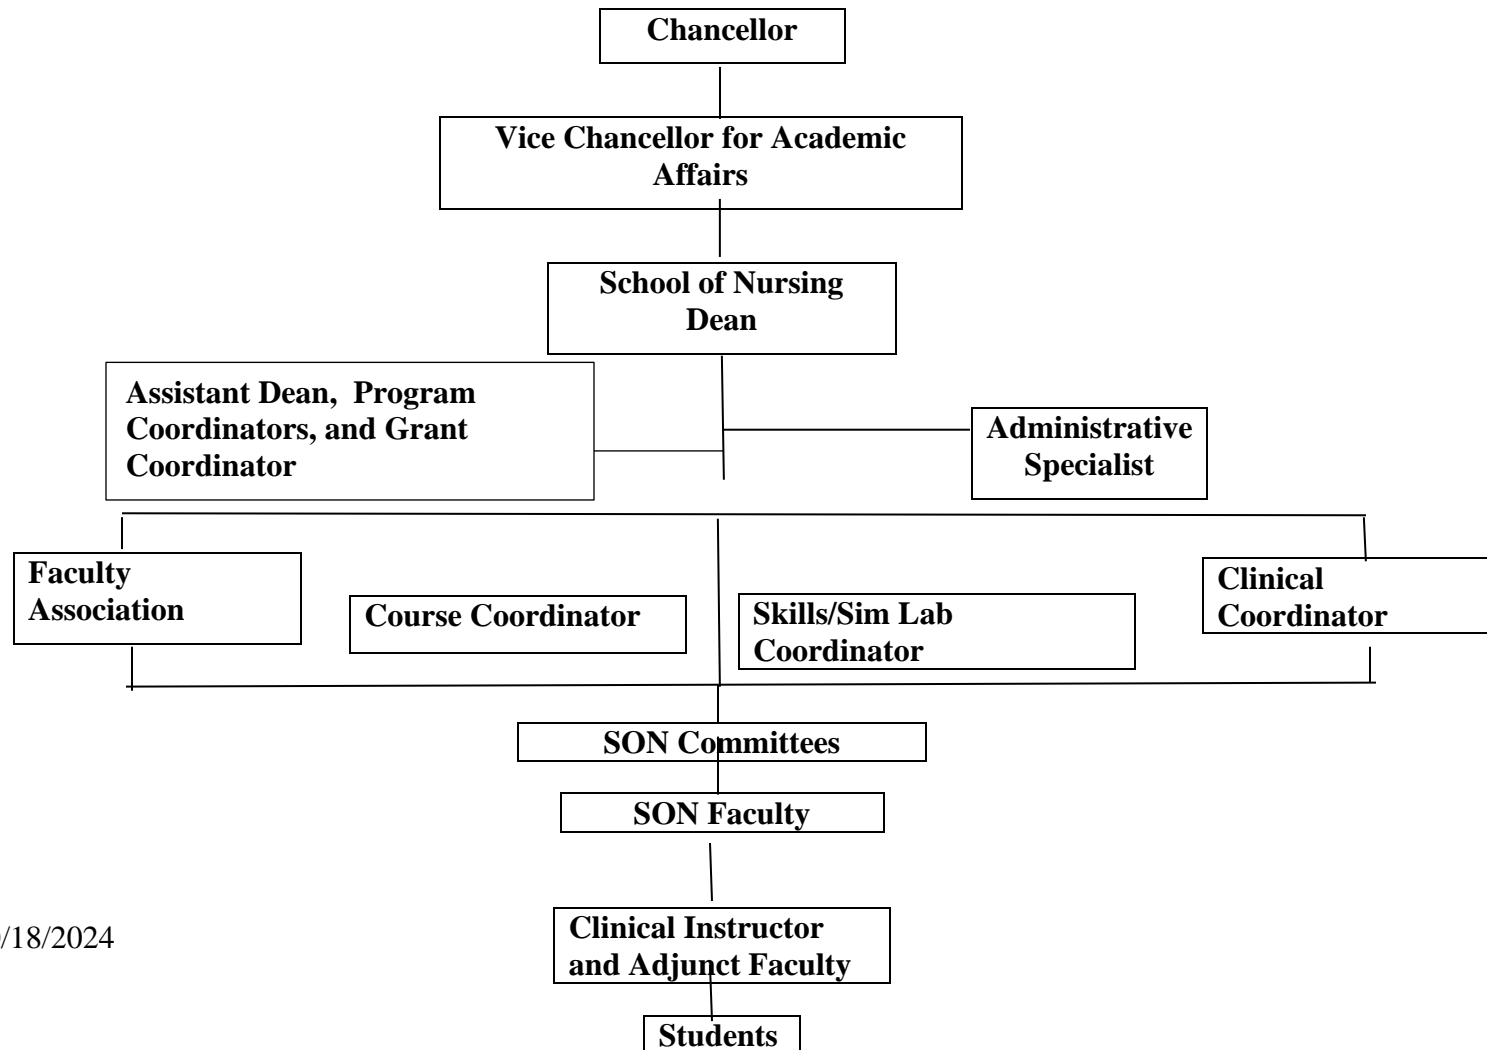 Chancellor
Vice Chancellor for Academic
Affairs
School of Nursing
Dean
Assistant Dean,  Program
Coordinators, and Grant
Coordinator
Administrative
Specialist
Faculty
Association
Course Coordinator
Skills/Sim Lab
Coordinator
Clinical
Coordinator
SON Committees
SON Faculty
/18/2024
Clinical Instructor
and Adjunct Faculty
Students